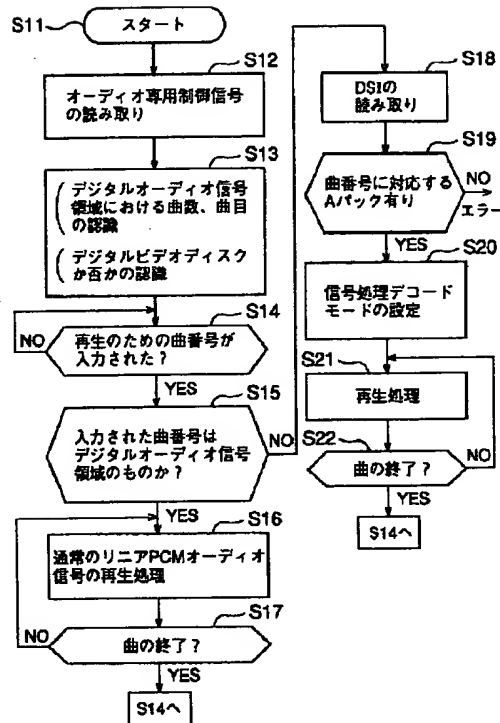 S11
スタート
S12
オーディオ専用制御信号
の読み取り
S13
デジタルオーディオ信号
領域における曲数、曲目
の認識
デジタルビデオディスク
か否かの認識
S14
NO
再生のための曲番号が
入力された?
YES
S15
入力された曲番号は
デジタルオーディオ信号
領域のものか?
NO
YES
S16
通常のリニアPCMオーディオ
信号の再生処理
S17
NO
曲の終了?
YES
S14へ
S18
DSIの
読み取り
S19
曲番号に対応する
Aパック有り
NO
エラー
YES
S20
信号処理デコード
モードの設定
S21
再生処理
S22
曲の終了?
NO
YES
S14へ